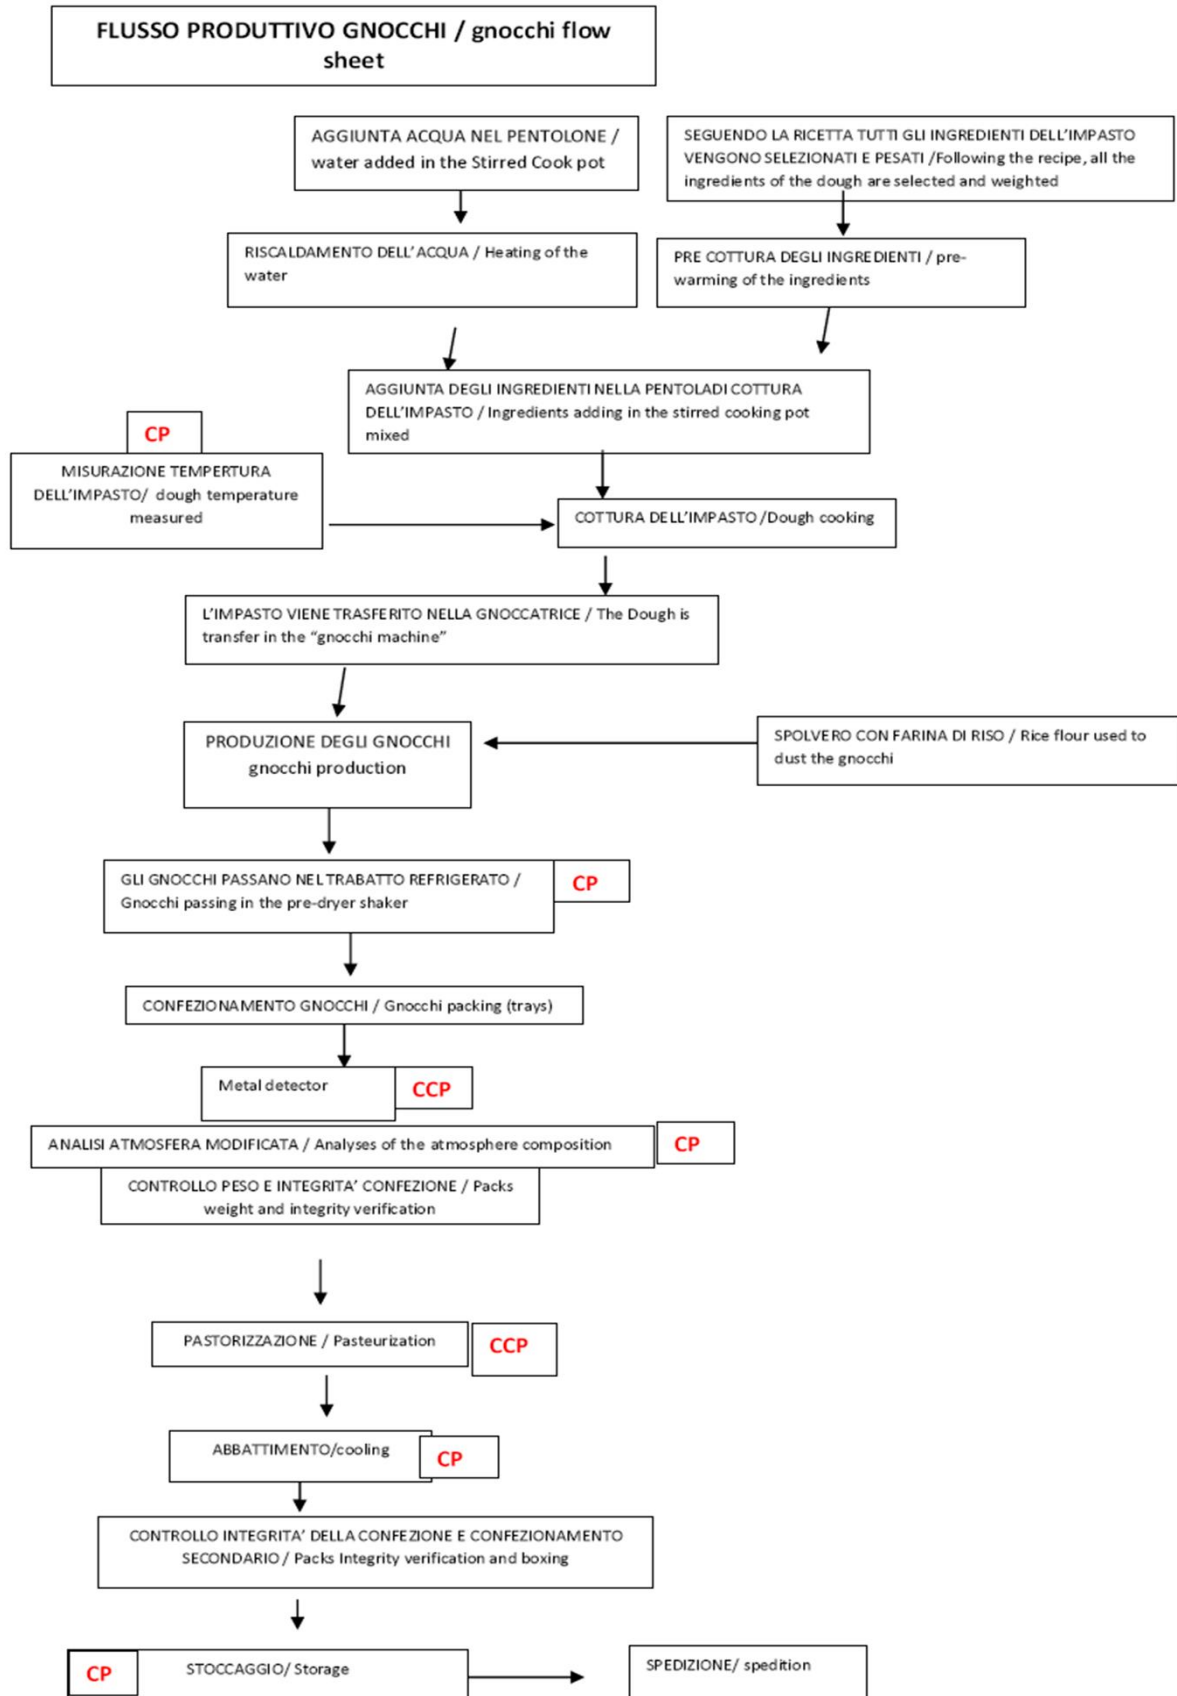 FLUSSO PRODUTTIVO GNOCCHI / gnocchi flow
sheet
AGGIUNTA ACQUA NEL PENTOLONE /
water added in the Stirred Cook pot
SEGUENDO LA RICETTA TUTTI GLI INGREDIENTI DELL'IMPASTO
VENGONO SELEZIONATI E PESATI /Following the recipe, all the
ingredients of the dough are selected and weighted
RISCALDAMENTO DELL'ACQUA / Heating of the
water
PRE COTTURA DEGLI INGREDIENTI / pre-
warming of the ingredients
AGGIUNTA DEGLI INGREDIENTI NELLA PENTOLADI COTTURA
DELL'IMPASTO / Ingredients adding in the stirred cooking pot
mixed
CP
MISURAZIONE TEMPERTURA
DELL'IMPASTO/ dough temperature
measured
COTTURA DELL'IMPASTO /Dough cooking
L'IMPASTO VIENE TRASFERITO NELLA GNOCCATRICE / The Dough is
transfer in the "gnocchi machine"
PRODUZIONE DEGLI GNOCCHI
gnocchi production
SPOLVERO CON FARINA DI RISO / Rice flour used to
dust the gnocchi
GLI GNOCCHI PASSANO NEL TRABATTO REFRIGERATO /
Gnocchi passing in the pre-dryer shaker
CP
CONFEZIONAMENTO GNOCCHI / Gnocchi packing (trays)
Metal detector
CCP
ANALISI ATMOSFERA MODIFICATA / Analyses of the atmosphere composition
CP
CONTROLLO PESO E INTEGRITA' CONFEZIONE / Packs
weight and integrity verification
PASTORIZZAZIONE / Pasteurization
CCP
ABBATTIMENTO/cooling
CP
CONTROLLO INTEGRITA' DELLA CONFEZIONE E CONFEZIONAMENTO
SECONDARIO / Packs Integrity verification and boxing
CP
STOCCAGGIO/ Storage
SPEDIZIONE/ spedition